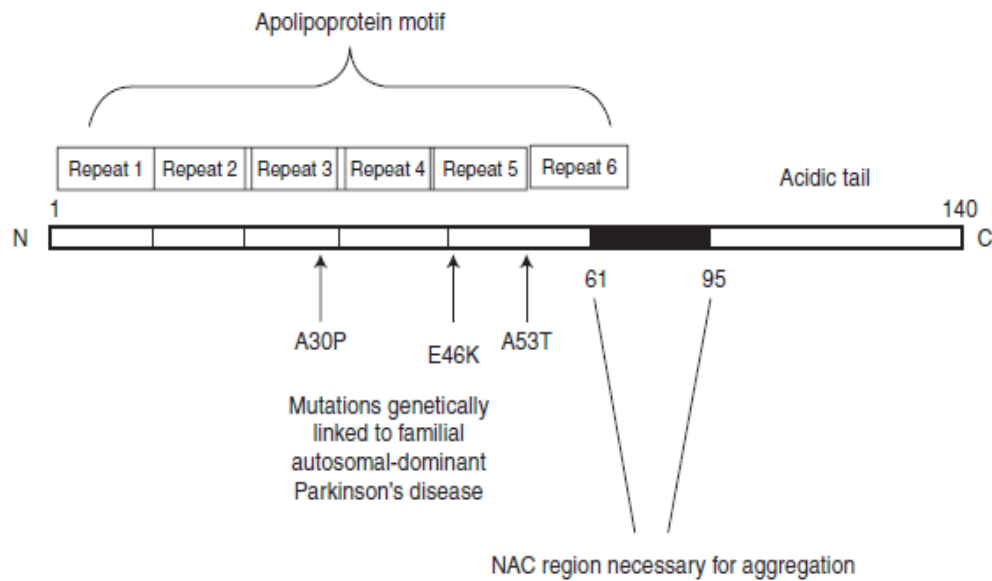 Apolipoprotein motif
Repeat 1 Repeat 2 Repeat 3 Repeat 4 Repeat 5 Repeat 6
Acidic tail
1 140
N C
61 95
A30P E46K A53T
Mutations genetically
linked to familial
autosomal-dominant
Parkinson's disease
NAC region necessary for aggregation